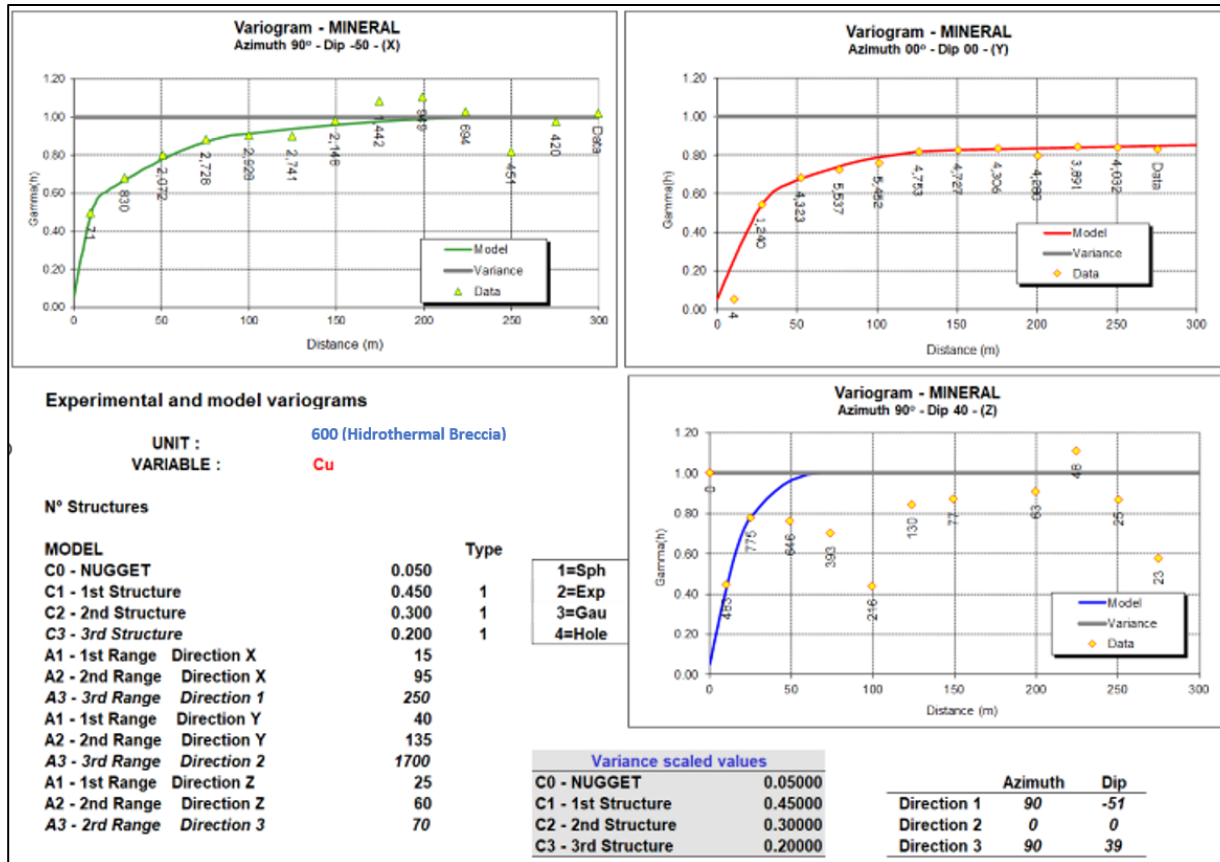 Variogram - MINERAL
Azimuth 90º - Dip -50 - (X)
Gamma(h)
1.20
1.00
0.80
0.60
0.40
0.20
0.00
71
830
2,072
2,728
2,741
1,442
694
451
420
Data
Model
Variance
Data
0
50
100
150
200
250
300
Distance (m)
Variogram - MINERAL
Azimuth 00º - Dip 00 - (Y)
Gamma(h)
1.20
1.00
0.80
0.60
0.40
0.20
0.00
4
1,240
4,323
5,537
5,452
4,753
4,727
4,306
3,891
4,032
Data
Model
Variance
Data
0
50
100
150
200
250
300
Distance (m)
Experimental and model variograms
UNIT :
600 (Hidrothermal Breccia)
VARIABLE :
Cu
Nº Structures
MODEL Type
C0 - NUGGET 0.050
C1 - 1st Structure 0.450 1
C2 - 2nd Structure 0.300 1
C3 - 3rd Structure 0.200 1
A1 - 1st Range Direction X 15
A2 - 2nd Range Direction X 95
A3 - 3rd Range Direction 1 250
A1 - 1st Range Direction Y 40
A2 - 2nd Range Direction Y 135
A3 - 3rd Range Direction 2 1700
A1 - 1st Range Direction Z 25
A2 - 2nd Range Direction Z 60
A3 - 2rd Range Direction 3 70
1=Sph
2=Exp
3=Gau
4=Hole
Variogram - MINERAL
Azimuth 90º - Dip 40 - (Z)
Gamma(h)
1.20
1.00
0.80
0.60
0.40
0.20
0.00
0
483
775
393
130
77
63
48
25
23
Model
Variance
Data
0
50
100
150
200
250
300
Distance (m)
Variance scaled values
C0 - NUGGET 0.05000
C1 - 1st Structure 0.45000
C2 - 2nd Structure 0.30000
C3 - 3rd Structure 0.20000
Azimuth Dip
Direction 1 90 -51
Direction 2 0 0
Direction 3 90 39